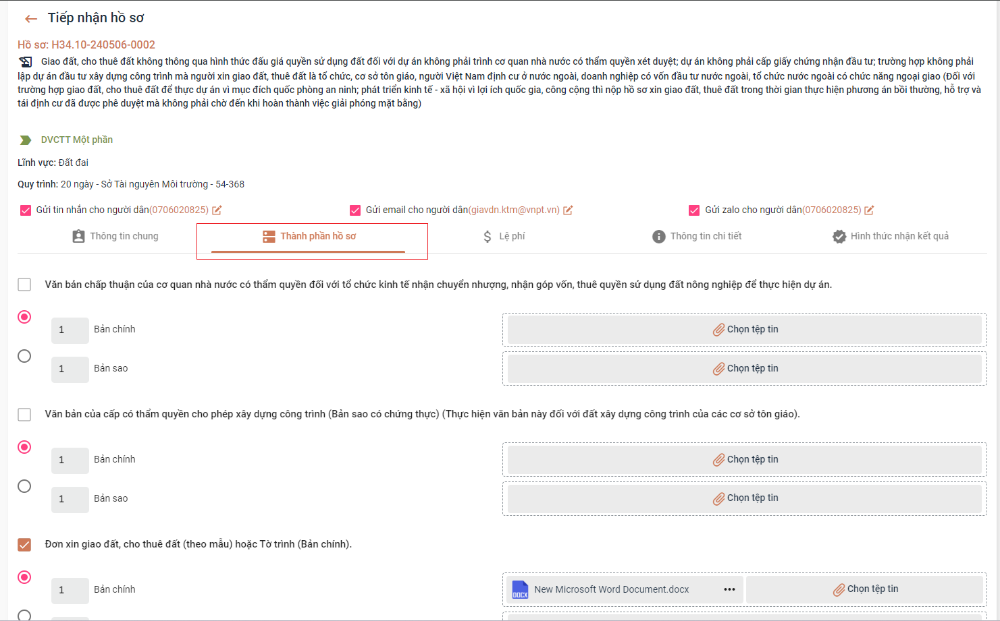 Tiếp nhận hồ sơ
Hồ sơ: H34.10-240506-0002
Giao đất, cho thuê đất không thông qua hình thức đấu giá quyền sử dụng đất đối với dự án không phải trình cơ quan nhà nước có thẩm quyền xét duyệt; dự án không phải cấp giấy chứng nhận đầu tư; trường hợp không phải
lập dự án đầu tư xây dựng công trình mà người xin giao đất, thuê đất là tổ chức, cơ sở tôn giáo, người Việt Nam định cư ở nước ngoài, doanh nghiệp có vốn đầu tư nước ngoài, tổ chức nước ngoài có chức năng ngoại giao (Đối với
trường hợp giao đất, cho thuê đất để thực dự án vì mục đích quốc phòng an ninh; phát triển kinh tế - xã hội vì lợi ích quốc gia, công cộng thì nộp hồ sơ xin giao đất, thuê đất trong thời gian thực hiện phương án bồi thường, hỗ trợ và
tái định cư đã được phê duyệt mà không phải chờ đến khi hoàn thành việc giải phóng mặt bằng)
DVCTT Một phần
Lĩnh vực: Đất đai
Quy trình: 20 ngày - Sở Tài nguyên Môi trường - 54-368
Gửi tin nhắn cho người dân(0706020825) Gửi email cho người dân(giavdn.ktm@vnpt.vn) Gửi zalo cho người dân(0706020825)
Thông tin chung Thành phần hồ sơ Lệ phí Thông tin chi tiết Hình thức nhận kết quả
Văn bản chấp thuận của cơ quan nhà nước có thẩm quyền đối với tổ chức kinh tế nhận chuyển nhượng, nhận góp vốn, thuê quyền sử dụng đất nông nghiệp để thực hiện dự án.
1 Bản chính Chọn tệp tin
1 Bản sao Chọn tệp tin
Văn bản của cấp có thẩm quyền cho phép xây dựng công trình (Bản sao có chứng thực) (Thực hiện văn bản này đối với đất xây dựng công trình của các cơ sở tôn giáo).
1 Bản chính Chọn tệp tin
1 Bản sao Chọn tệp tin
Đơn xin giao đất, cho thuê đất (theo mẫu) hoặc Tờ trình (Bản chính).
1 Bản chính DOCX New Microsoft Word Document.docx ••• Chọn tệp tin